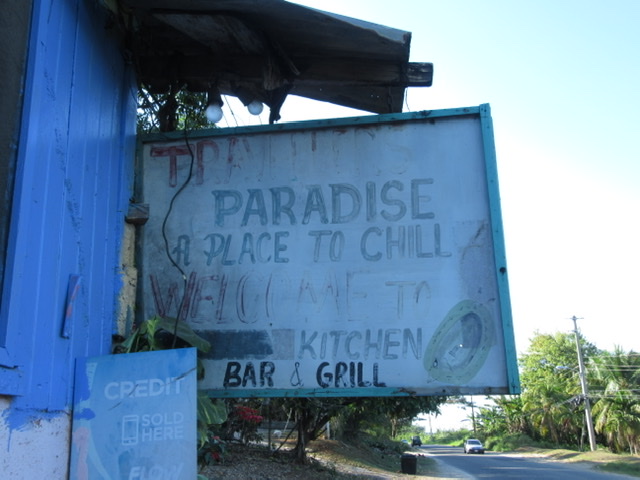 PARADISE
A PLACE TO CHILL
WELCOME TO
KITCHEN
BAR & GRILL
CREDIT
SOLD
HERE
FLOW